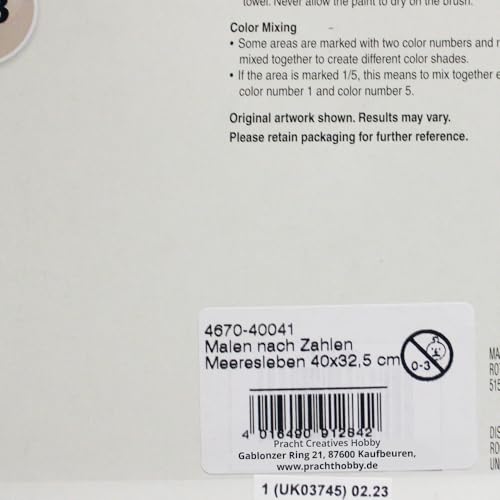 towel. Never allow the paint to dry on the brush.
Color Mixing
• Some areas are marked with two color numbers and
mixed together to create different color shades.
• If the area is marked 1/5, this means to mix together
color number 1 and color number 5.
Original artwork shown. Results may vary.
Please retain packaging for further reference.
4670-40041
Malen nach Zahlen
Meeresleben 40x32,5 cm
0-3
4 016490 912842
Pracht Creatives Hobby
Gablonzer Ring 21, 87600 Kaufbeuren,
www.prachthobby.de
1 (UK03745) 02.23